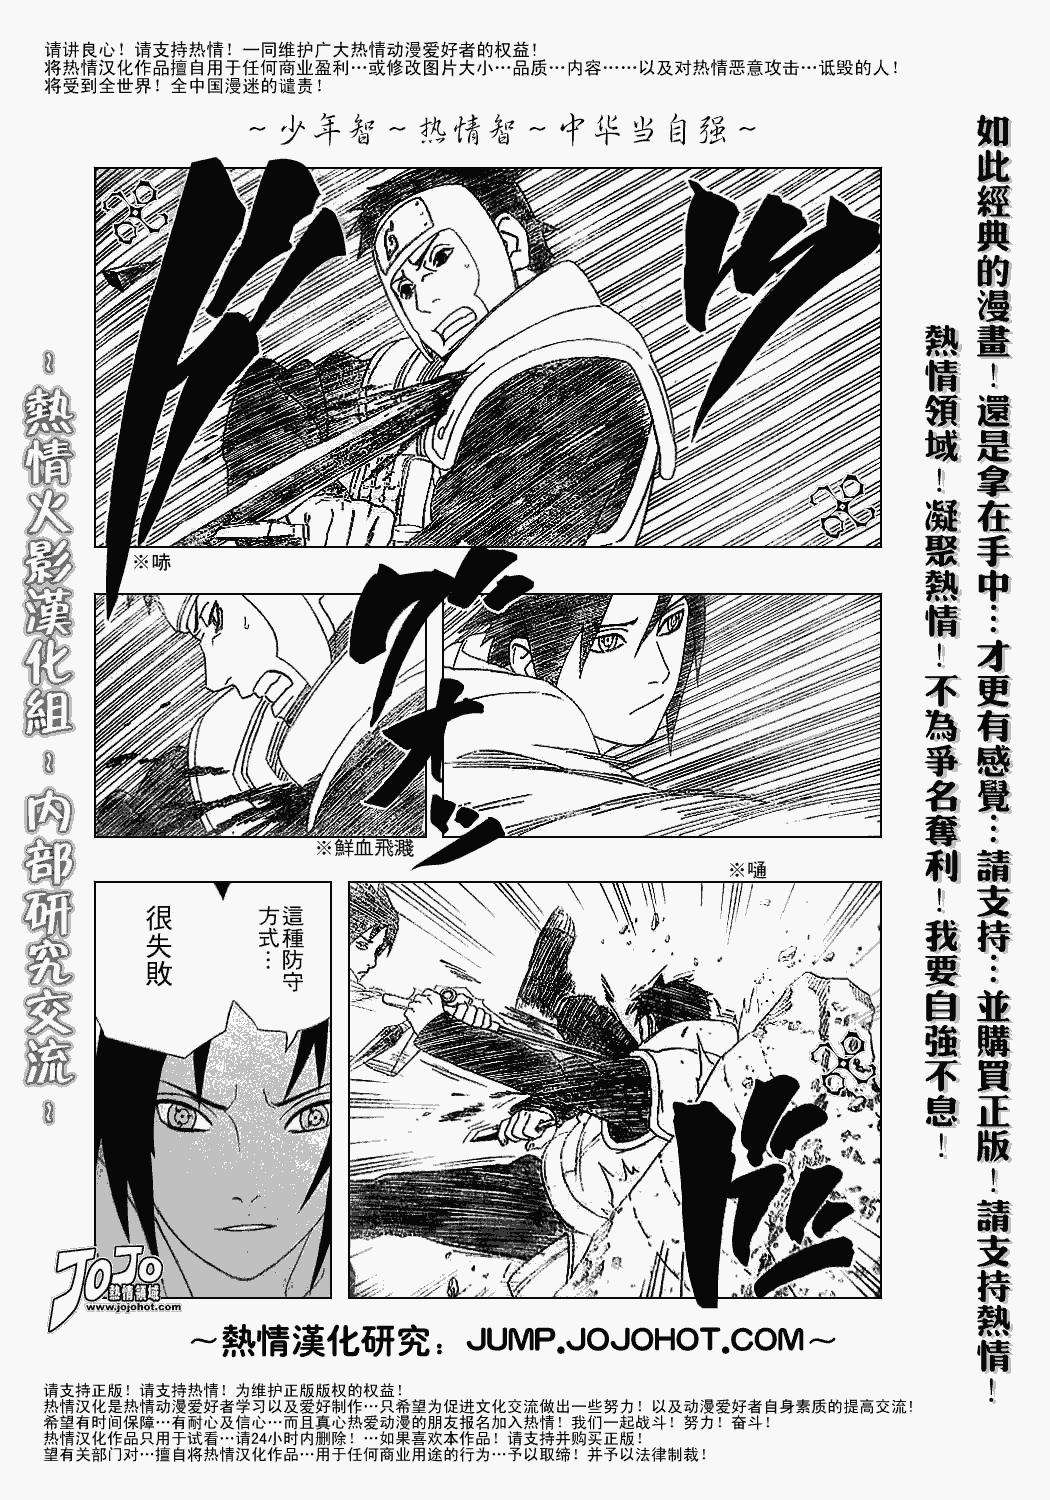 请讲良心！请支持热情！一同维护广大热情动漫爱好者的权益！
将热情汉化作品擅自用于任何商业盈利…或修改图片大小…品质…内容……以及对热情恶意攻击…诋毁的人！
将受到全世界！全中国漫迷的谴责！
～少年智～热情智～中华当自强～
如此經典的漫畫！還是拿在手中…才更有感覺…請支持…並購買正版！請支持熱情！
熱情領域！凝聚熱情！不為爭名奪利！我要自強不息！
～熱情火影漢化組～内部研究交流～
ズッ
※哧
ブオッ
※鮮血飛濺
※嗵
ドッ
這種防守
方式…
很失敗
JOJO
熱情領域
www.jojohot.com
～熱情漢化研究：JUMP.JOJOHOT.COM～
请支持正版！请支持热情！为维护正版版权的权益！
热情汉化是热情动漫爱好者学习以及爱好制作…只希望为促进文化交流做出一些努力！以及动漫爱好者自身素质的提高交流！
希望有时间保障…有耐心及信心…而且真心热爱动漫的朋友报名加入热情！我们一起战斗！努力！奋斗！
热情汉化作品只用于试看…请24小时内删除！…如果喜欢本作品！请支持并购买正版！
望有关部门对…擅自将热情汉化作品…用于任何商业用途的行为…予以取缔！并予以法律制裁！